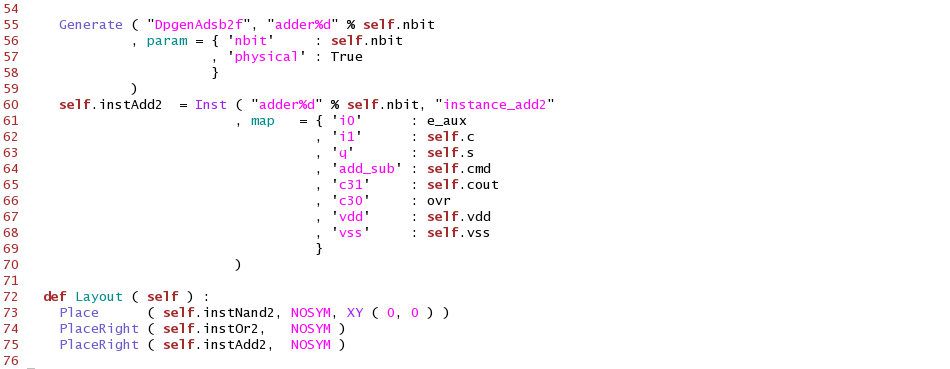 54
55     Generate ( "DpgenAdsb2f", "adder%d" % self.nbit
56              , param = { 'nbit'     : self.nbit
57                        , 'physical' : True
58                        }
59              )
60     self.instAdd2  = Inst ( "adder%d" % self.nbit, "instance_add2"
61                           , map   = { 'i0'      : e_aux
62                                     , 'i1'      : self.c
63                                     , 'q'       : self.s
64                                     , 'add_sub' : self.cmd
65                                     , 'c31'     : self.cout
66                                     , 'c30'     : ovr
67                                     , 'vdd'     : self.vdd
68                                     , 'vss'     : self.vss
69                                     }
70                           )
71
72   def Layout ( self ) :
73     Place      ( self.instNand2, NOSYM, XY ( 0, 0 ) )
74     PlaceRight ( self.instOr2,   NOSYM )
75     PlaceRight ( self.instAdd2,  NOSYM )
76 _